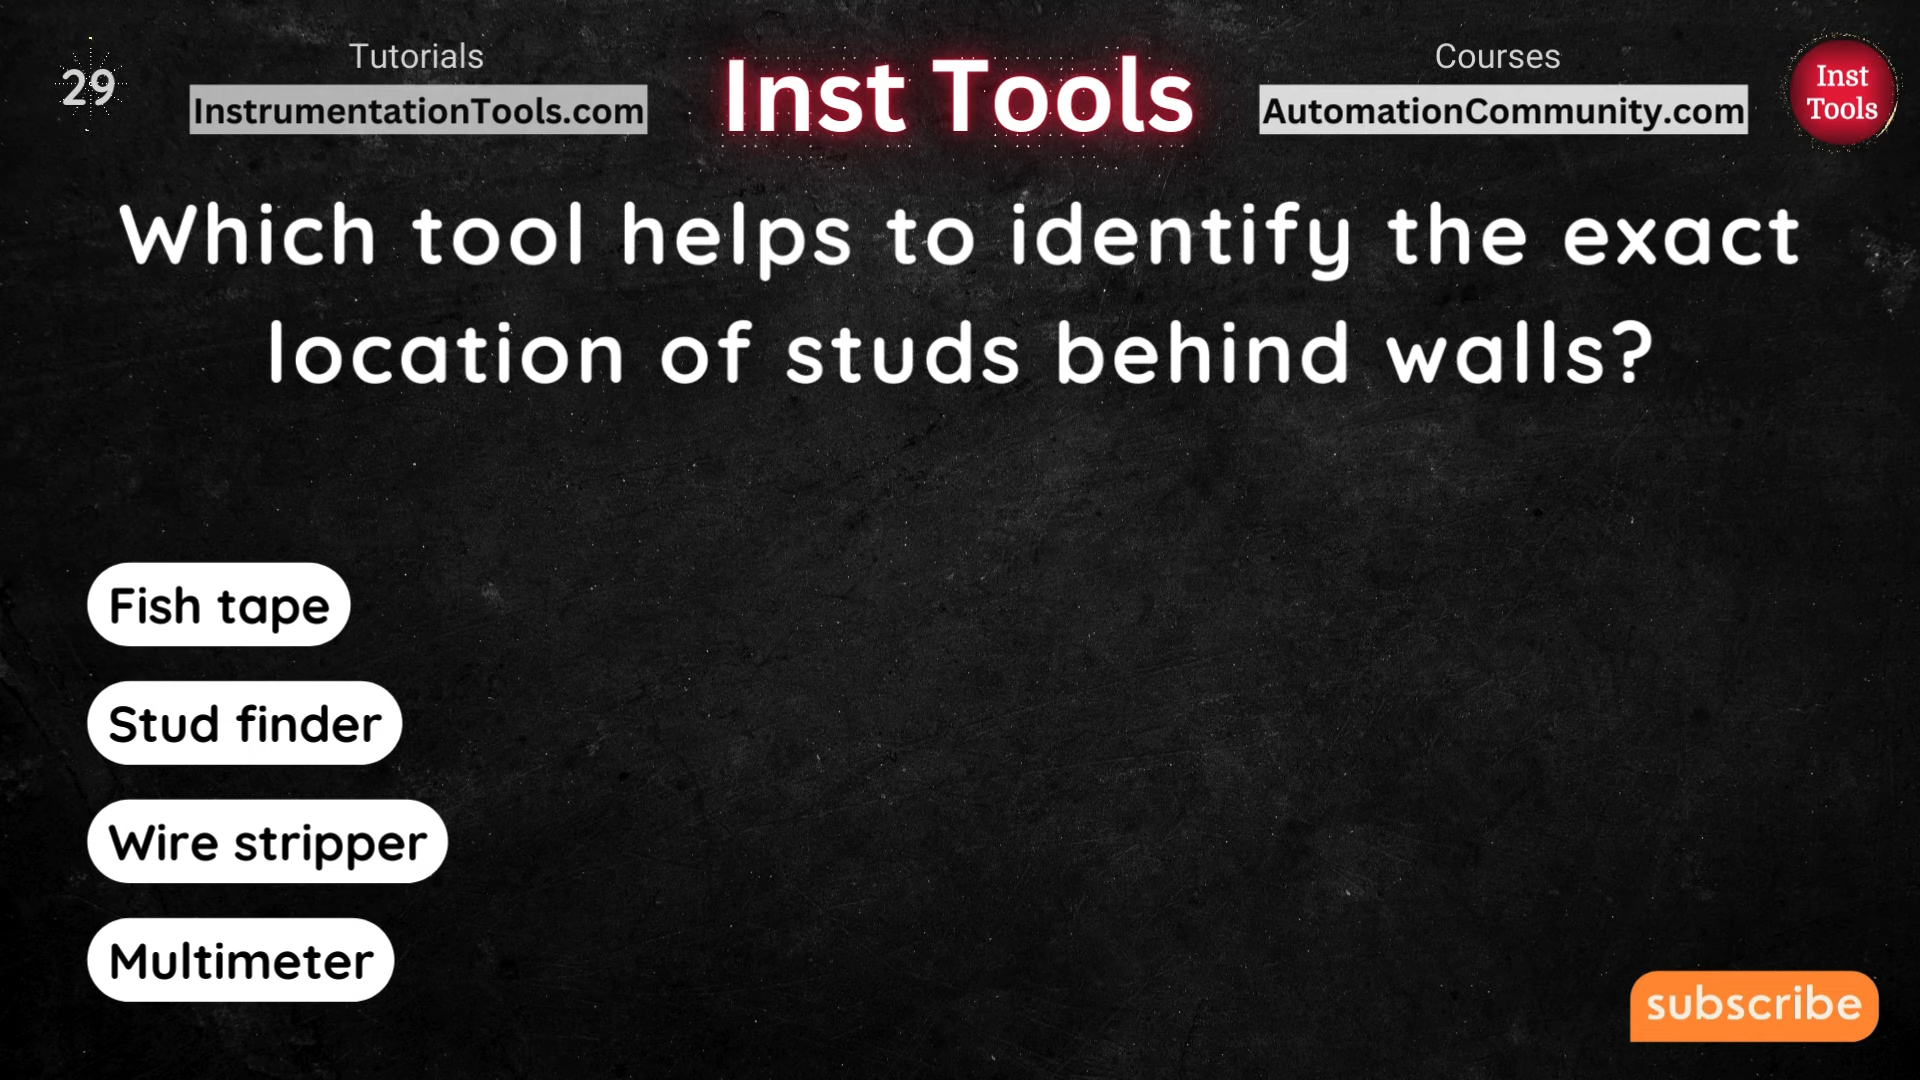 29
Tutorials
InstrumentationTools.com
Inst Tools
Courses
AutomationCommunity.com
Inst
Tools
Which tool helps to identify the exact
location of studs behind walls?
Fish tape
Stud finder
Wire stripper
Multimeter
subscribe